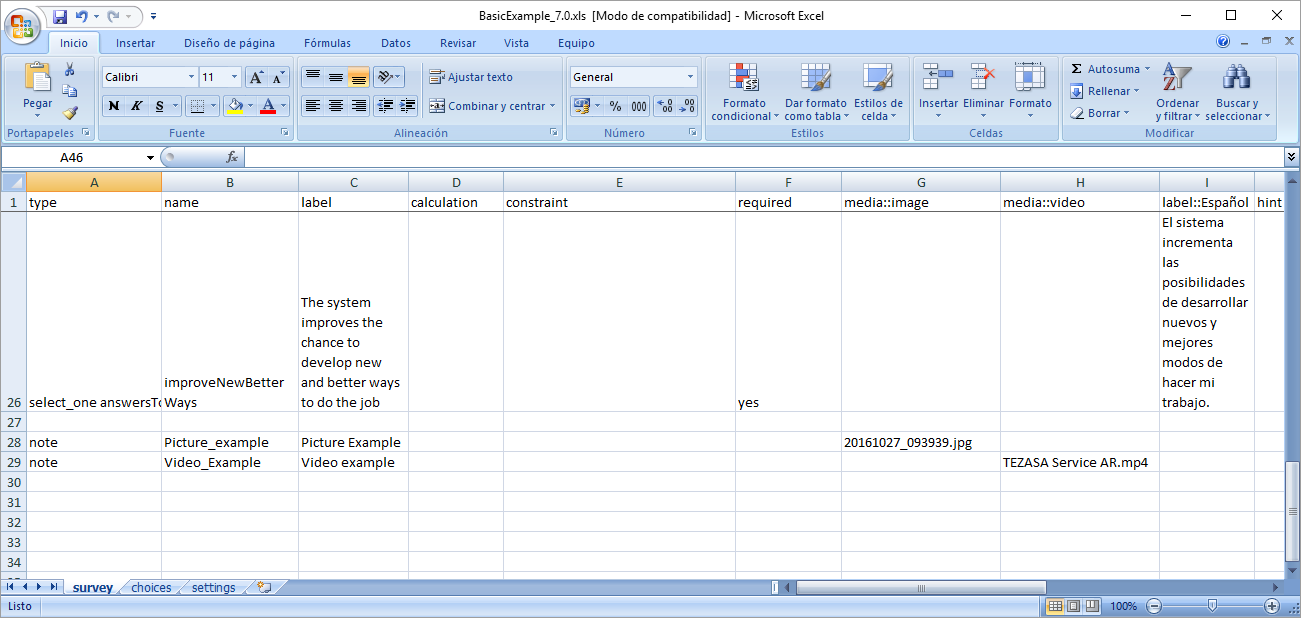 BasicExample_7.0.xls [Modo de compatibilidad] - Microsoft Excel
Inicio Insertar Diseño de página Fórmulas Datos Revisar Vista Equipo
Pegar
Portapapeles
Calibri 11
N K S A
Fuente
Ajustar texto
Combinar y centrar
Alineación
General
% 000
Número
Formato condicional
Dar formato como tabla
Estilos de celda
Estilos
Insertar Eliminar Formato
Celdas
Σ Autosuma
Rellenar
Borrar
Ordenar y filtrar
Buscar y seleccionar
Modificar
A46 fx
A B C D E F G H I
1 type name label calculation constraint required media::image media::video label::Español hint
El sistema
incrementa
las
posibilidades
de desarrollar
nuevos y
mejores
modos de
hacer mi
trabajo.
The system
improves the
chance to
develop new
and better ways
to do the job
improveNewBetter
Ways
26 select_one answersTo yes
27
28 note Picture_example Picture Example 20161027_093939.jpg
29 note Video_Example Video example TEZASA Service AR.mp4
30
31
32
33
34
survey choices settings
Listo 100%